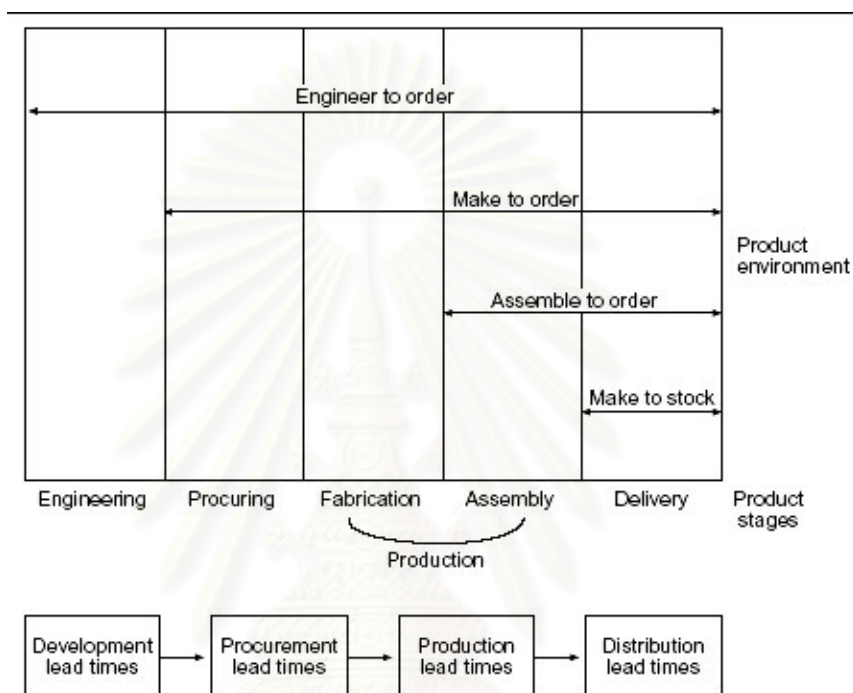 Engineer to order
Make to order
Product
environment
Assemble to order
Make to stock
Engineering Procuring Fabrication Assembly Delivery Product
stages
Production
Development Procurement Production Distribution
lead times lead times lead times lead times